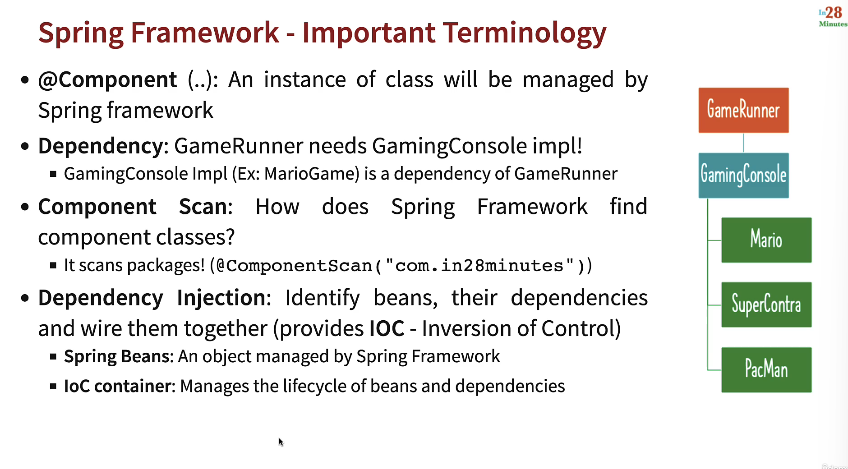 Spring Framework - Important Terminology
In28
Minutes
• @Component (..): An instance of class will be managed by
Spring framework
• Dependency: GameRunner needs GamingConsole impl!
▪ GamingConsole Impl (Ex: MarioGame) is a dependency of GameRunner
• Component Scan: How does Spring Framework find
component classes?
▪ It scans packages! (@ComponentScan("com.in28minutes"))
• Dependency Injection: Identify beans, their dependencies
and wire them together (provides IOC - Inversion of Control)
▪ Spring Beans: An object managed by Spring Framework
▪ IoC container: Manages the lifecycle of beans and dependencies
GameRunner
GamingConsole
Mario
SuperContra
PacMan